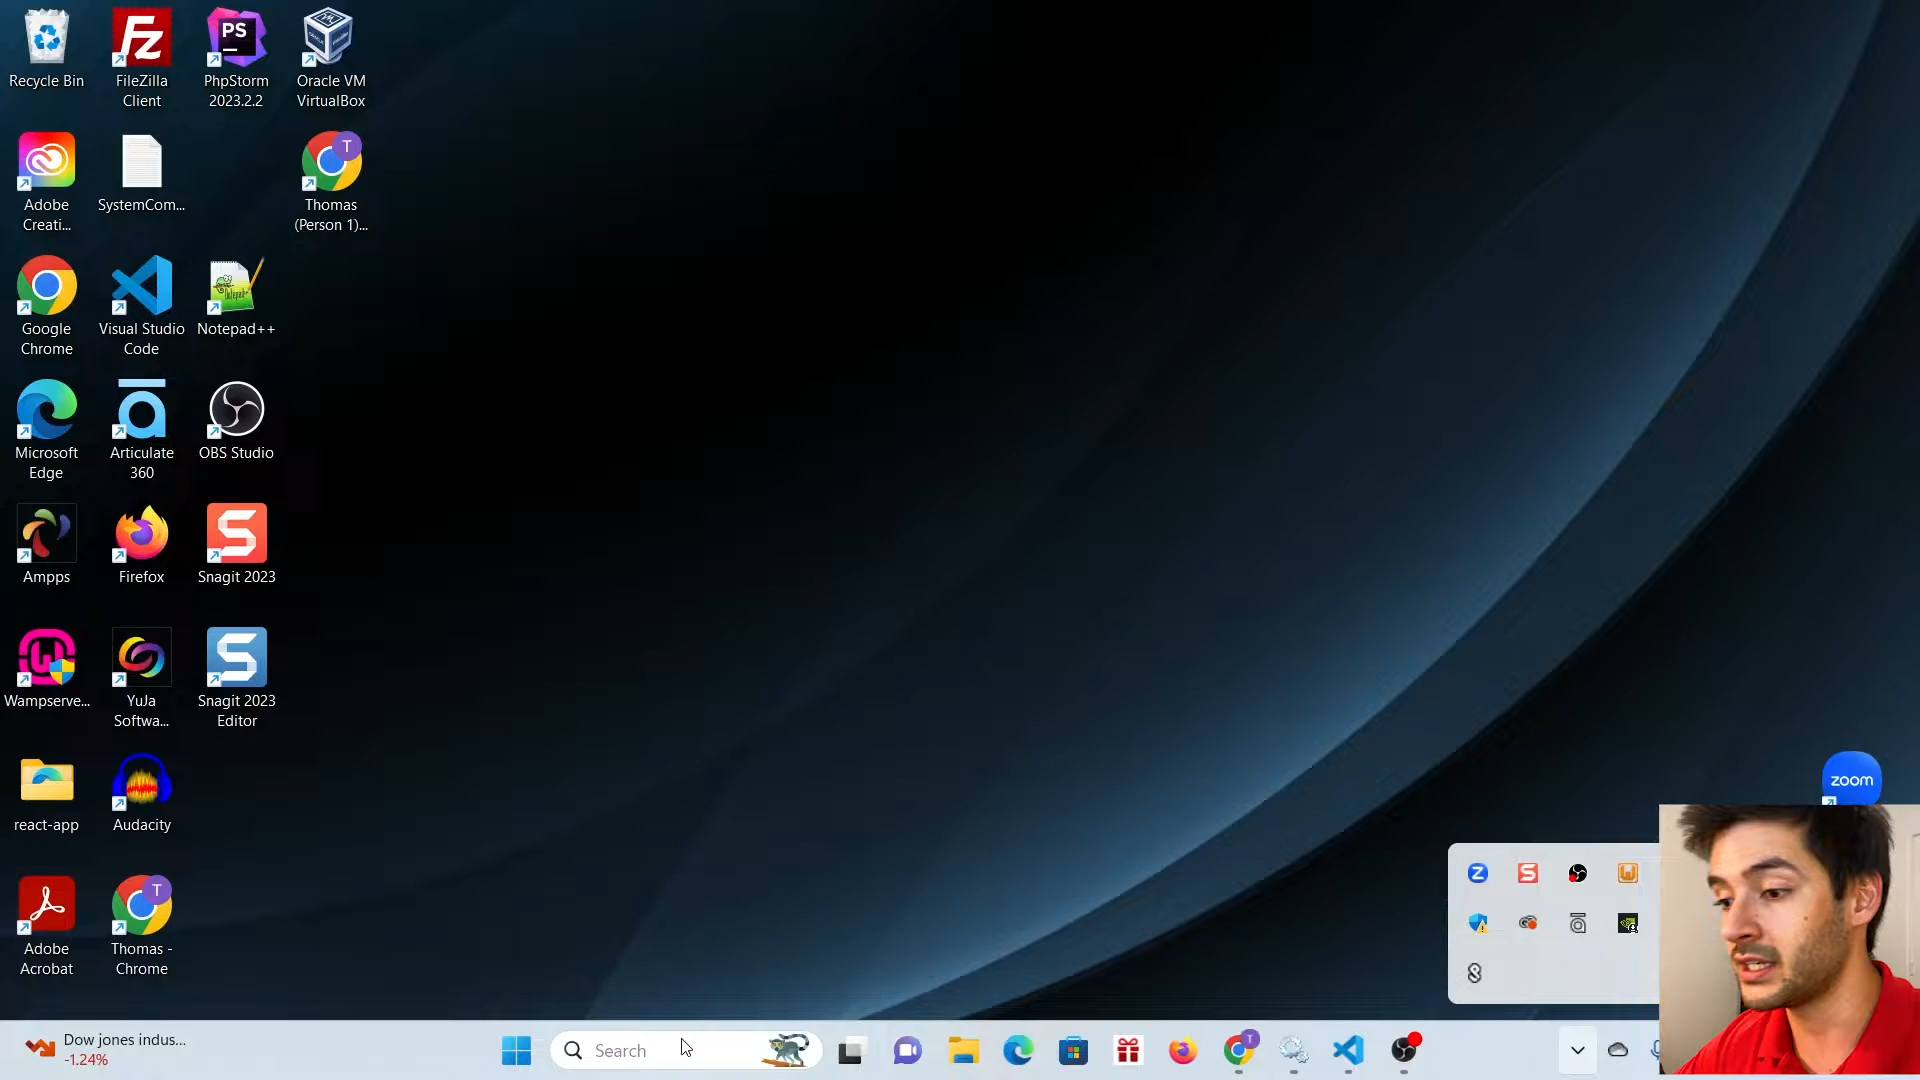 Recycle Bin
FileZilla
Client
PS
PhpStorm
2023.2.2
Oracle VM
VirtualBox
Adobe
Creati...
SystemCom...
T
Thomas
(Person 1)...
Google
Chrome
Visual Studio
Code
Notepad++
Microsoft
Edge
Articulate
360
OBS Studio
Ampps
Firefox
Snagit 2023
Wampserve...
YuJa
Softwa...
Snagit 2023
Editor
react-app
Audacity
zoom
Adobe
Acrobat
T
Thomas -
Chrome
Dow jones indus...
-1.24%
Search
T